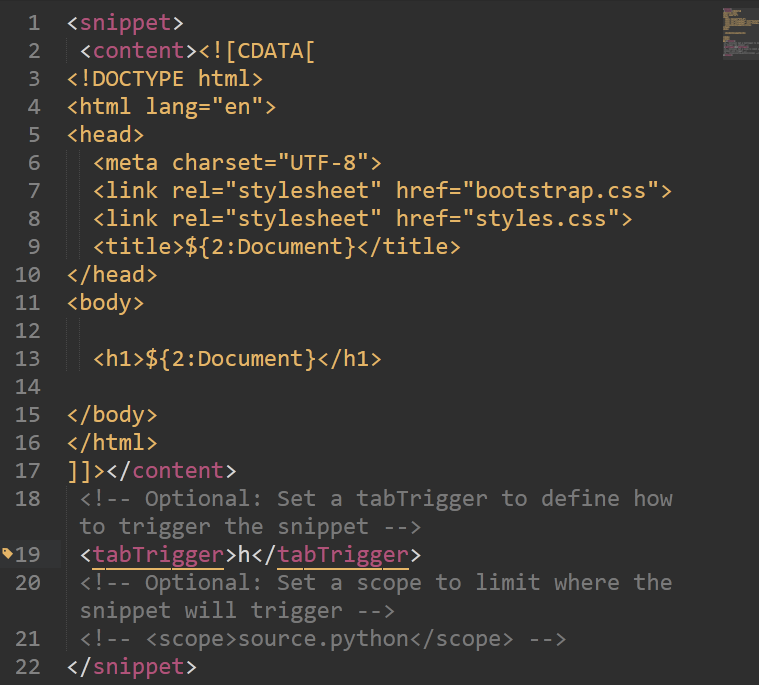 1 <snippet>
2  <content><![CDATA[
3 <!DOCTYPE html>
4 <html lang="en">
5 <head>
6   <meta charset="UTF-8">
7   <link rel="stylesheet" href="bootstrap.css">
8   <link rel="stylesheet" href="styles.css">
9   <title>${2:Document}</title>
10 </head>
11 <body>
12
13   <h1>${2:Document}</h1>
14
15 </body>
16 </html>
17 ]]></content>
18  <!-- Optional: Set a tabTrigger to define how
to trigger the snippet -->
19  <tabTrigger>h</tabTrigger>
20  <!-- Optional: Set a scope to limit where the
snippet will trigger -->
21  <!-- <scope>source.python</scope> -->
22 </snippet>